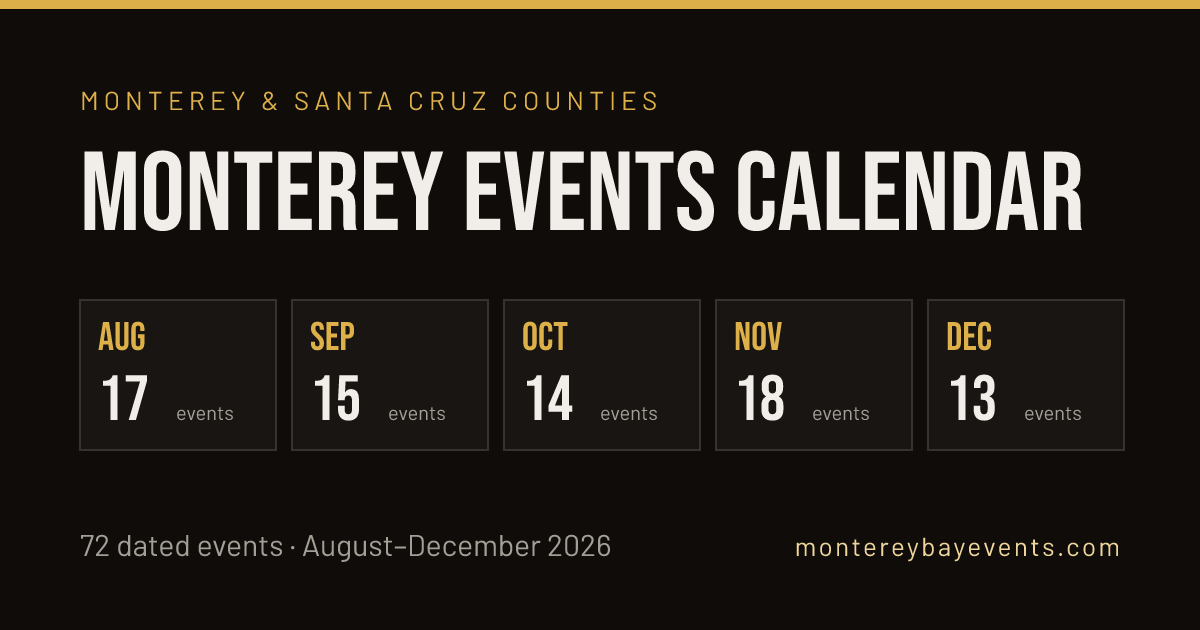 MONTEREY & SANTA CRUZ COUNTIES
MONTEREY EVENTS CALENDAR
AUG
17 events
SEP
15 events
OCT
14 events
NOV
18 events
DEC
13 events
72 dated events · August–December 2026
montereybayevents.com